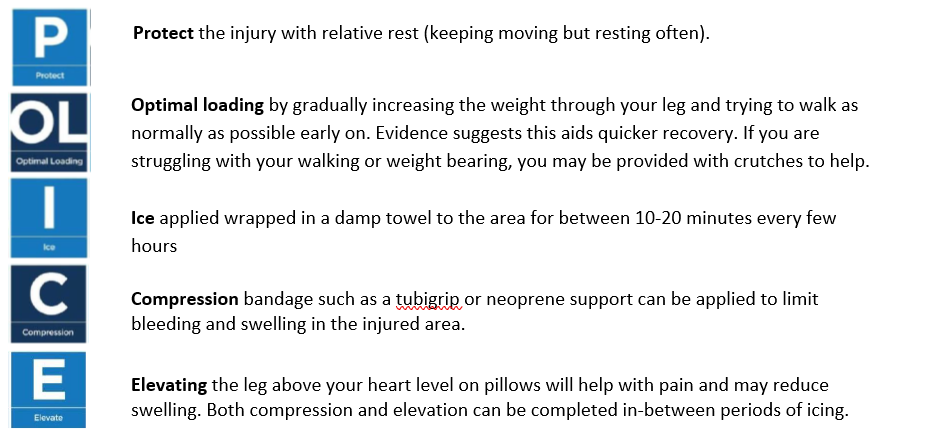 P
Protect
Protect the injury with relative rest (keeping moving but resting often).
OL
Optimal Loading
Optimal loading by gradually increasing the weight through your leg and trying to walk as
normally as possible early on. Evidence suggests this aids quicker recovery. If you are
struggling with your walking or weight bearing, you may be provided with crutches to help.
I
Ice
Ice applied wrapped in a damp towel to the area for between 10-20 minutes every few
hours
C
Compression
Compression bandage such as a tubigrip or neoprene support can be applied to limit
bleeding and swelling in the injured area.
E
Elevate
Elevating the leg above your heart level on pillows will help with pain and may reduce
swelling. Both compression and elevation can be completed in-between periods of icing.